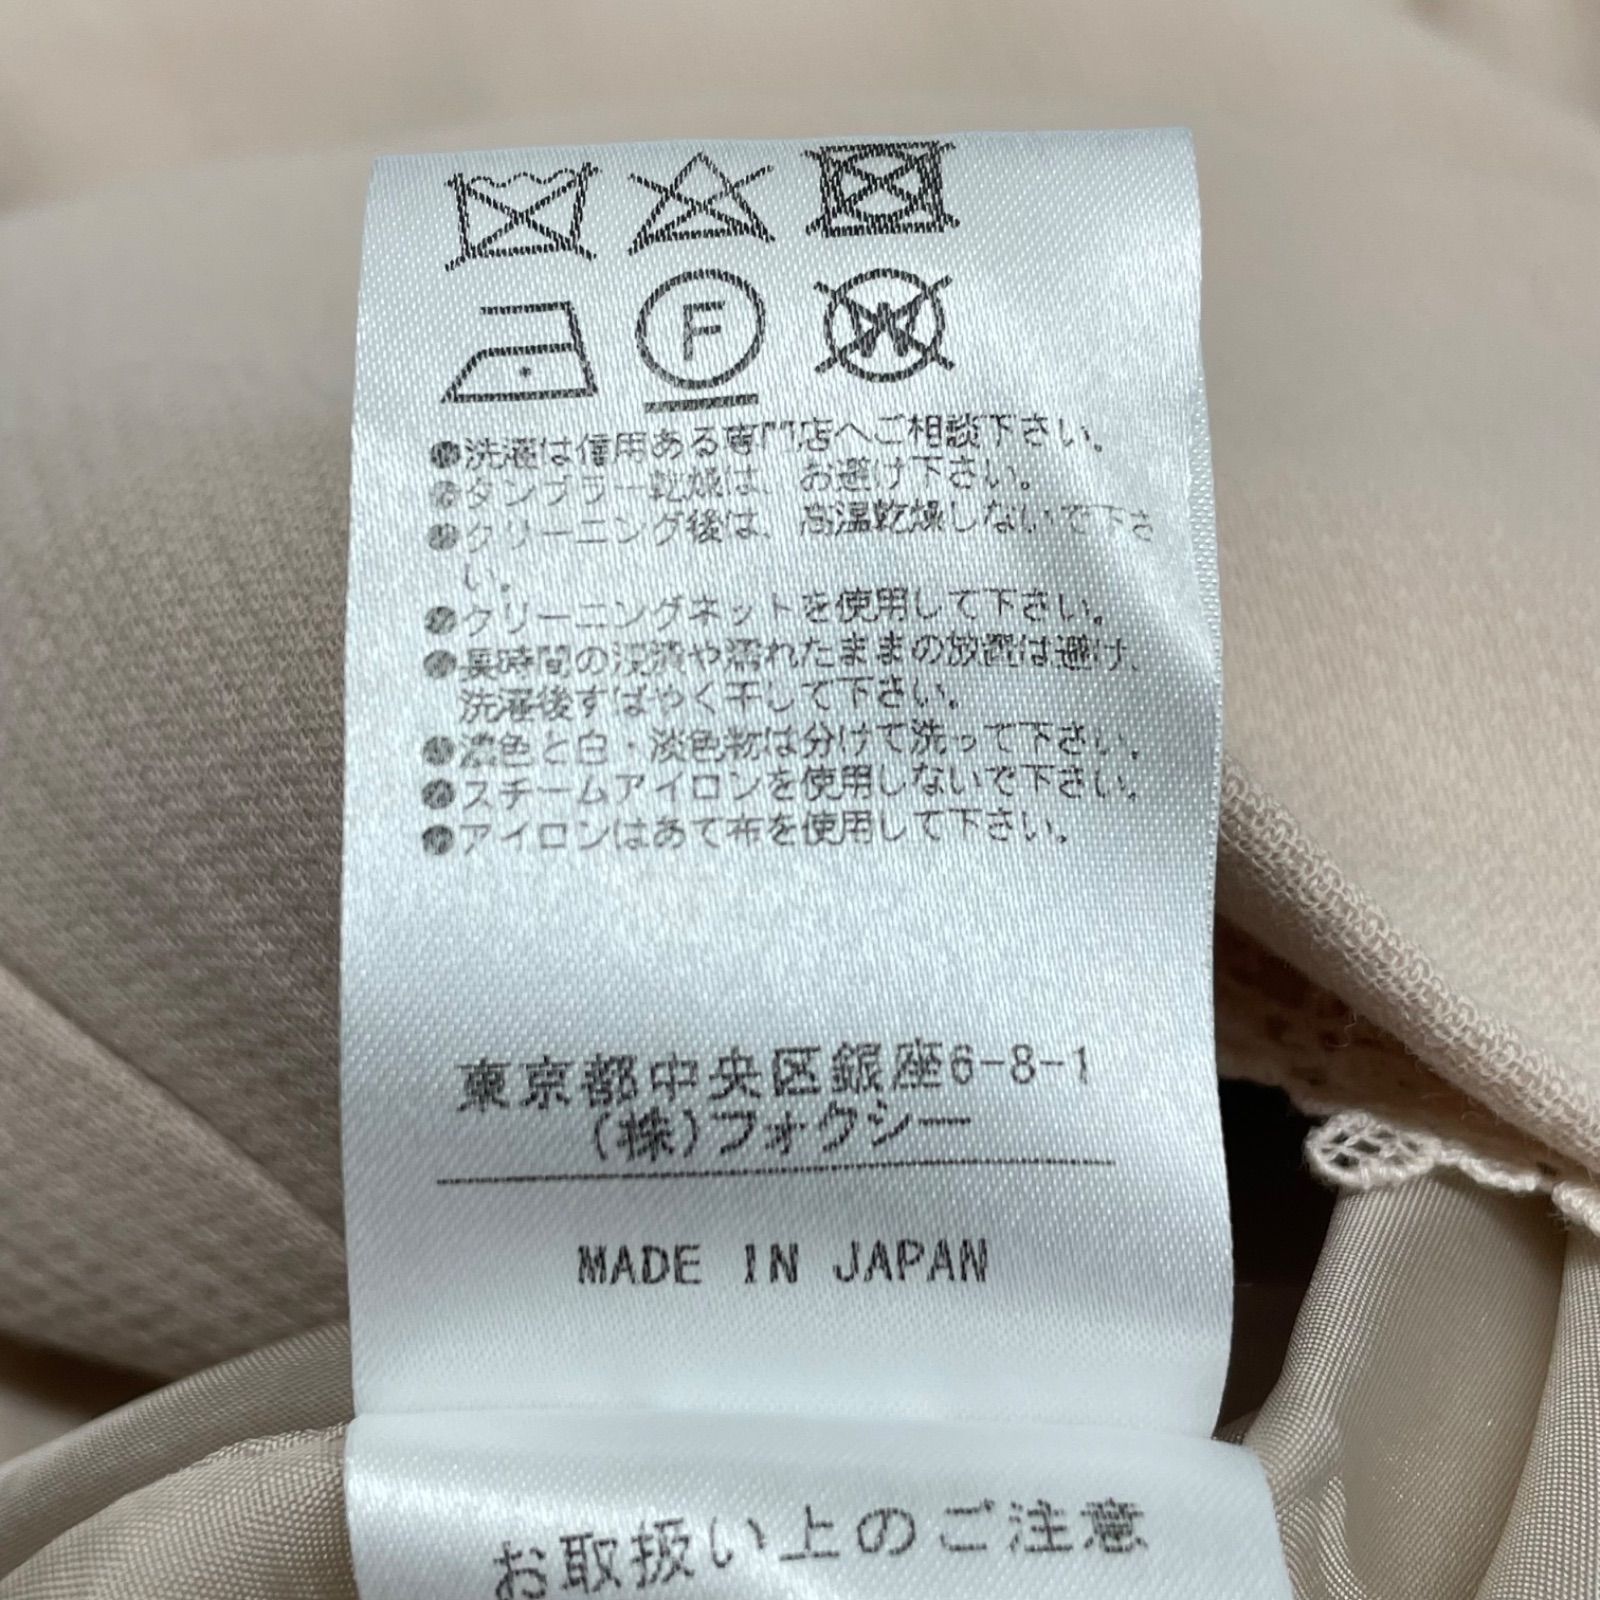 F
W
●洗濯は信用ある専門店へご相談下さい。
●タンブラー乾燥は、お避け下さい。
●クリーニング後は、高温乾燥しないで下さ
い。
●クリーニングネットを使用して下さい。
●長時間の浸漬や濡れたままの放置は避け、
洗濯後すばやく干して下さい。
●濃色と白・淡色物は分けて洗って下さい。
●スチームアイロンを使用しないで下さい。
●アイロンはあて布を使用して下さい。
東京都中央区銀座6-8-1
(株)フォクシー
MADE IN JAPAN
お取扱い上のご注意